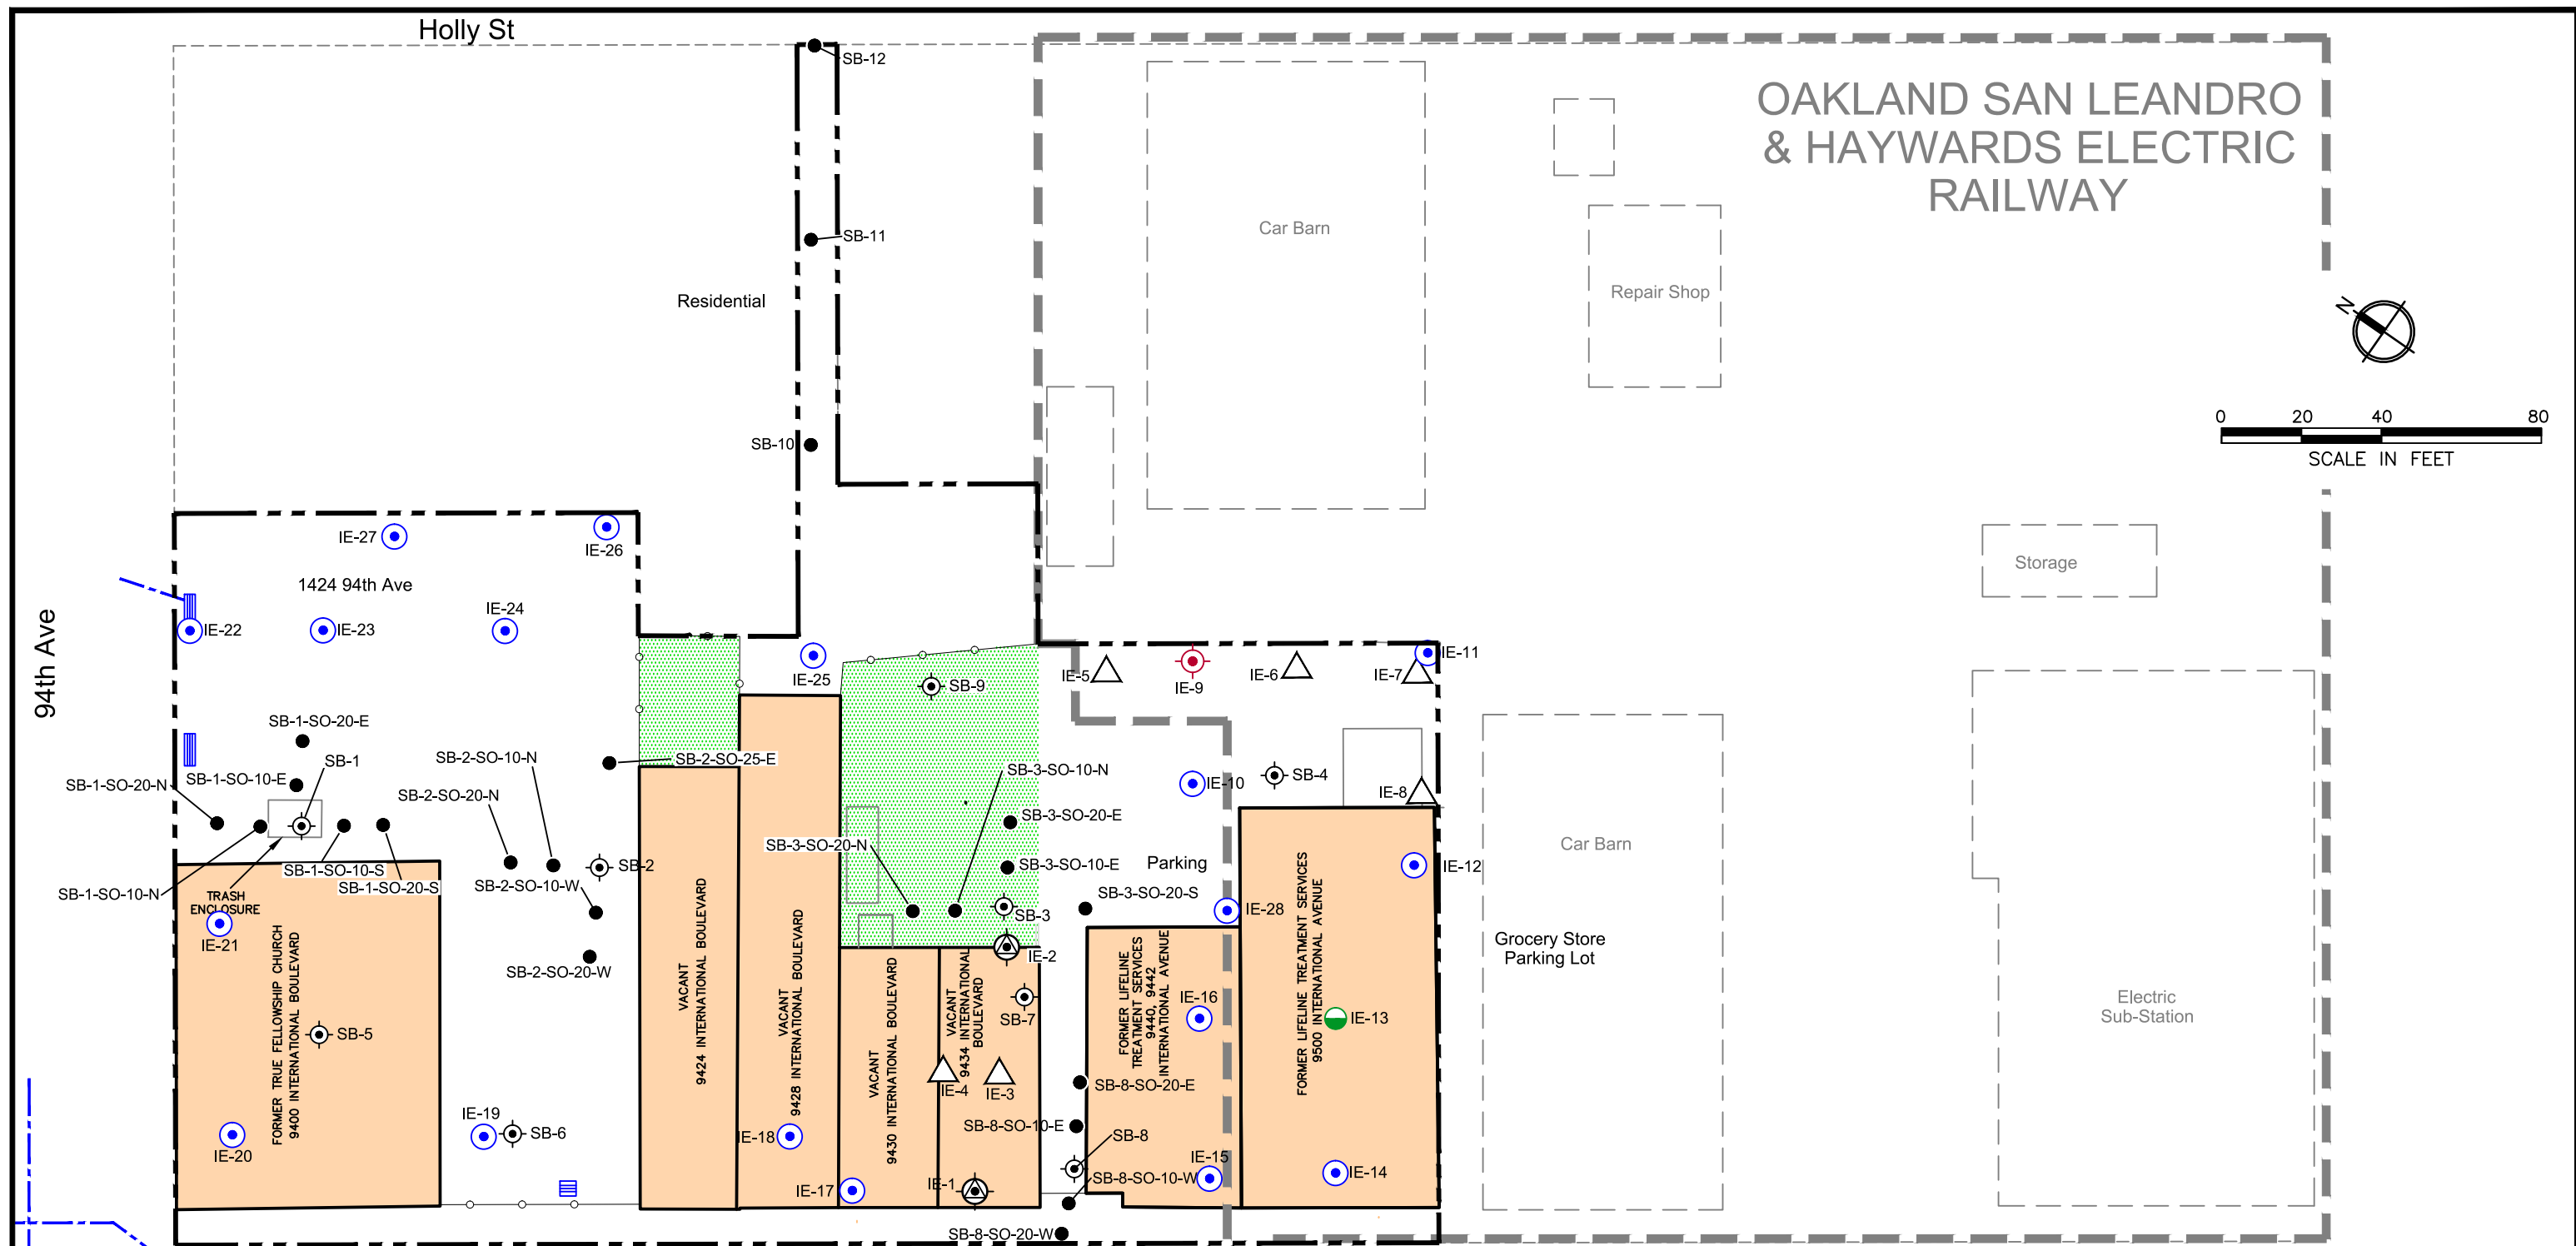 Holly St
SB-12
OAKLAND SAN LEANDRO
& HAYWARDS ELECTRIC
RAILWAY
Car Barn
SB-11
Repair Shop
Residential
N
0 20 40 80
SCALE IN FEET
SB-10
IE-27
IE-26
1424 94th Ave
Storage
94th Ave
IE-22
IE-23
IE-24
IE-25
SB-9
IE-5
IE-9
IE-6
IE-7
IE-11
SB-1-SO-20-E
SB-1
SB-2-SO-10-N
SB-2-SO-25-E
SB-3-SO-10-N
SB-1-SO-20-N
SB-1-SO-10-E
SB-2-SO-20-N
IE-10
SB-4
IE-8
SB-3-SO-20-E
SB-3-SO-20-N
Car Barn
SB-1-SO-10-N
SB-1-SO-10-S
SB-1-SO-20-S
SB-2
SB-2-SO-10-W
SB-3-SO-10-E
Parking
IE-12
TRASH
ENCLOSURE
SB-3-SO-20-S
SB-3
IE-28
IE-21
IE-2
Grocery Store
Parking Lot
SB-2-SO-20-W
FORMER TRUE FELLOWSHIP CHURCH
9400 INTERNATIONAL BOULEVARD
VACANT
9424 INTERNATIONAL BOULEVARD
VACANT
9428 INTERNATIONAL BOULEVARD
VACANT
9430 INTERNATIONAL BOULEVARD
VACANT
9434 INTERNATIONAL
BOULEVARD
FORMER LIFELINE
TREATMENT SERVICES
9440, 9442
INTERNATIONAL AVENUE
FORMER LIFELINE TREATMENT SERVICES
9500 INTERNATIONAL AVENUE
Electric
Sub-Station
IE-16
SB-7
IE-13
SB-5
IE-4
IE-3
SB-8-SO-20-E
IE-19
SB-6
IE-18
SB-8-SO-10-E
SB-8
IE-20
IE-15
IE-14
SB-8-SO-10-W
IE-17
IE-1
SB-8-SO-20-W